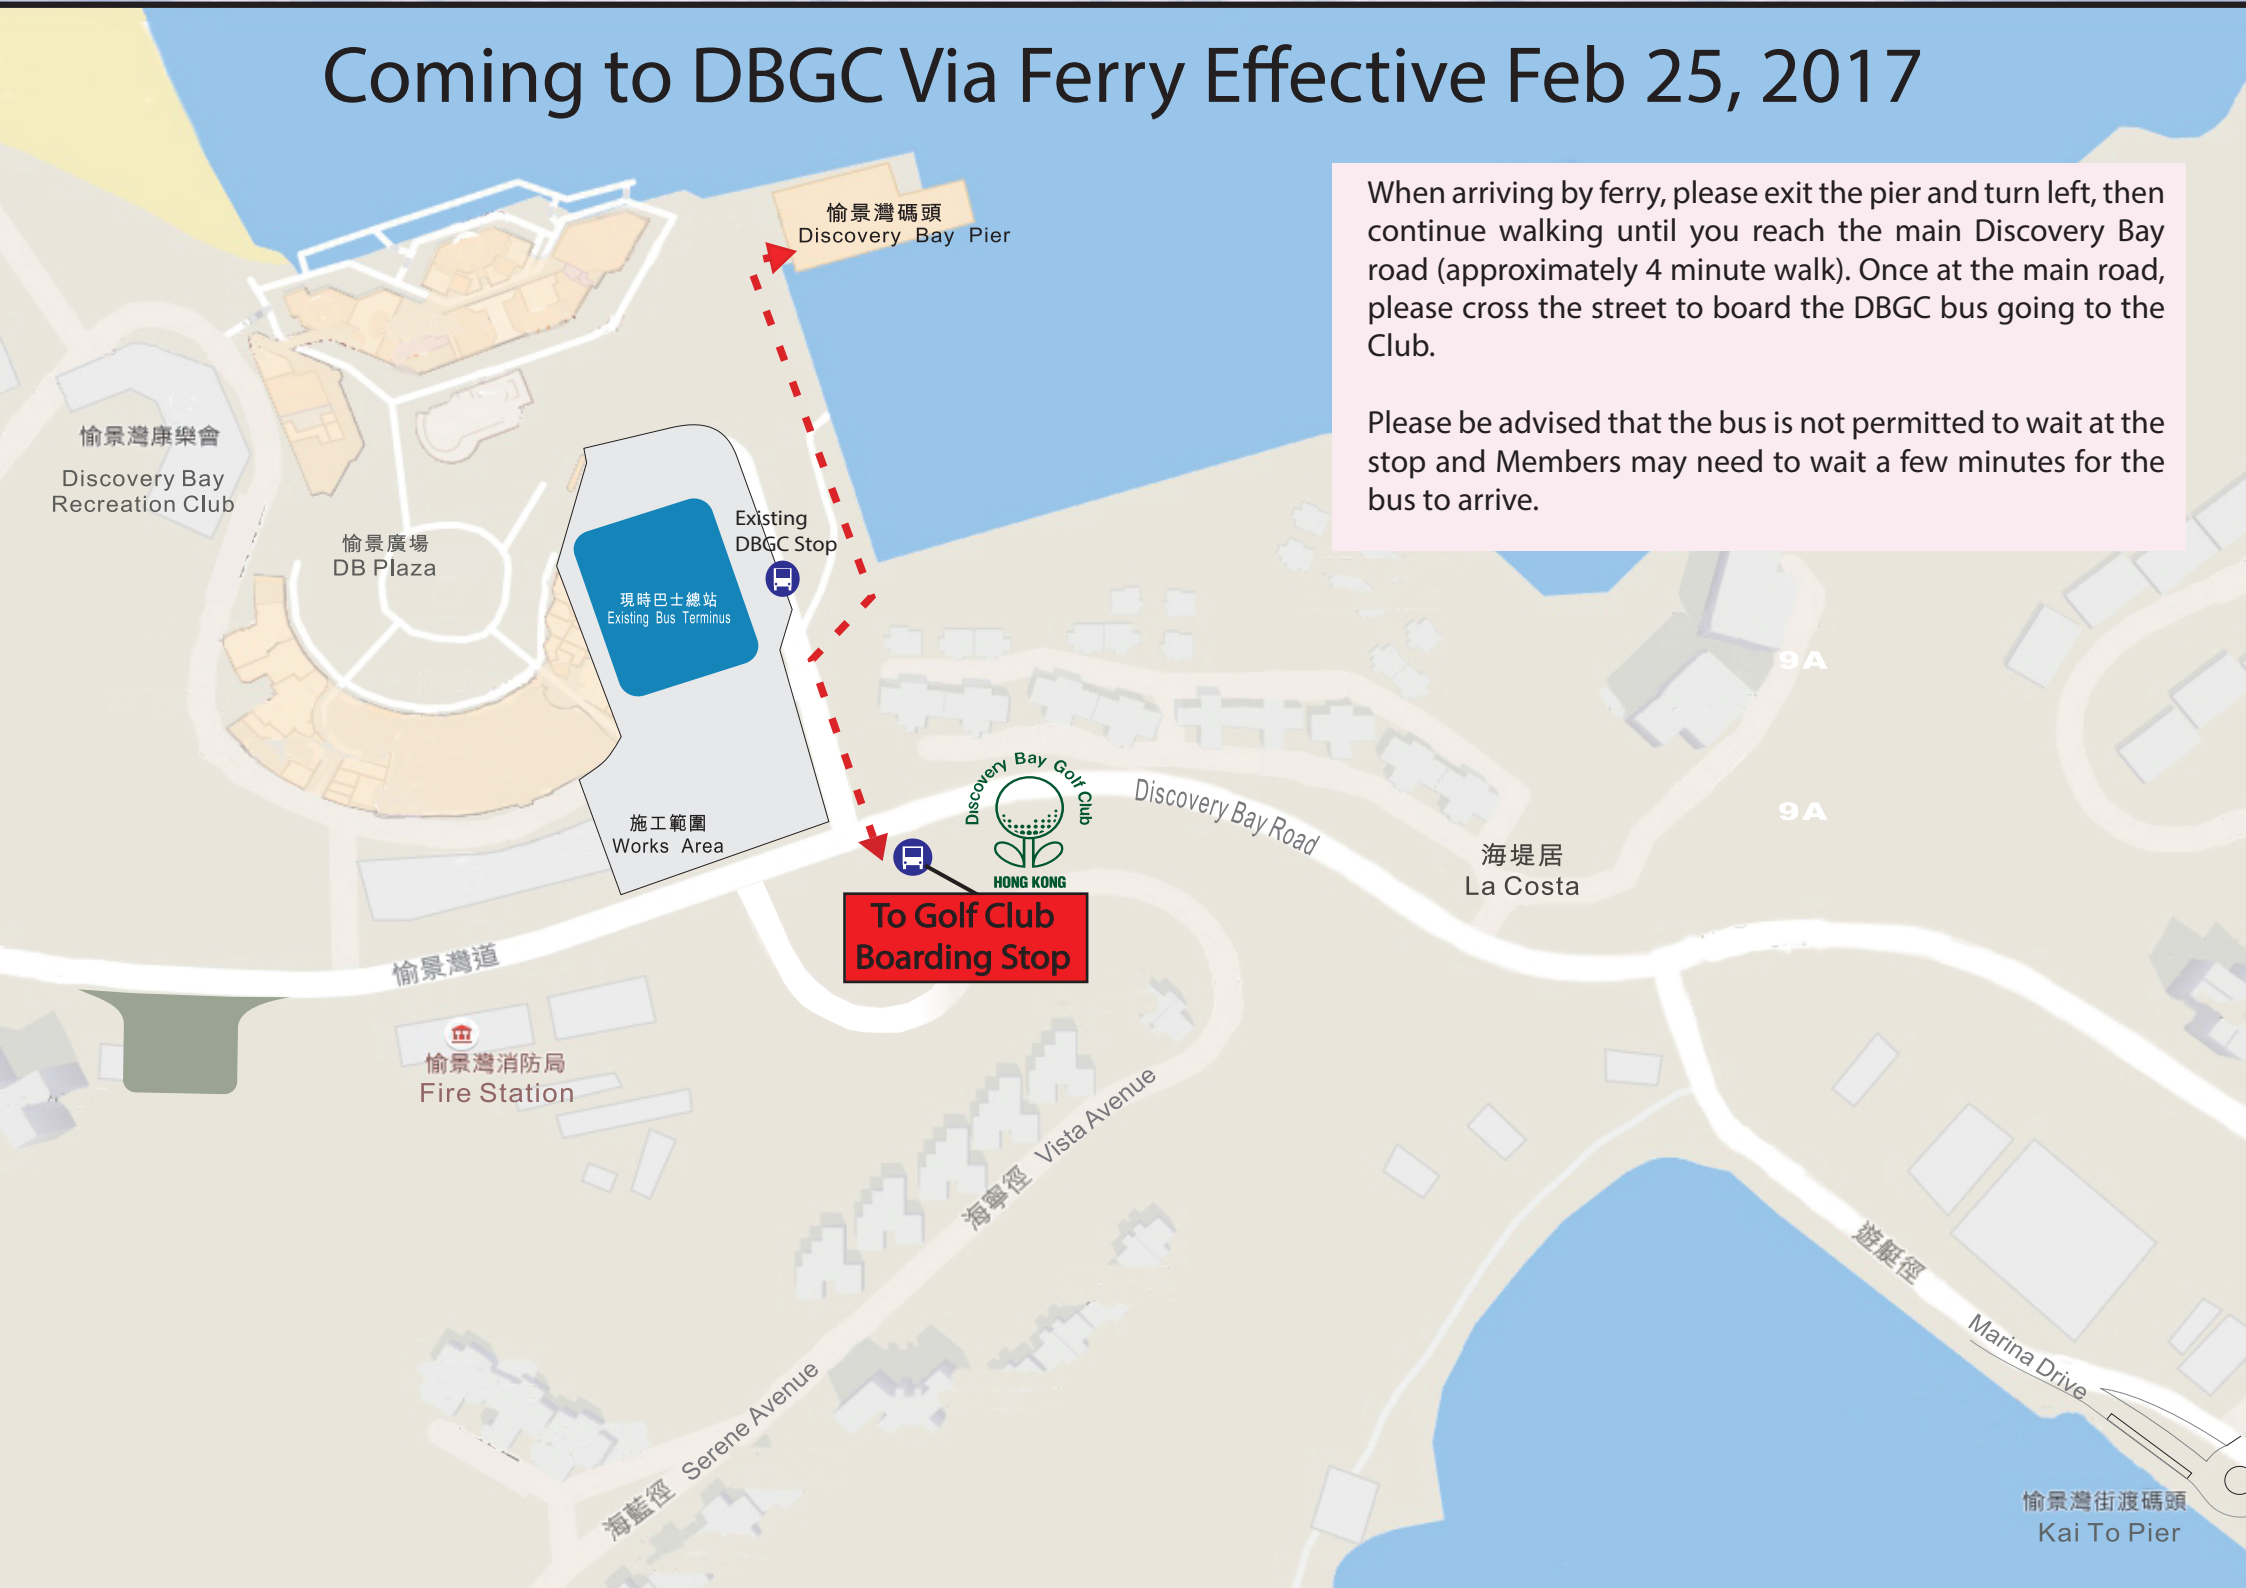 Coming to DBGC Via Ferry Effective Feb 25, 2017
When arriving by ferry, please exit the pier and turn left, then
continue walking until you reach the main Discovery Bay
road (approximately 4 minute walk). Once at the main road,
please cross the street to board the DBGC bus going to the
Club.
Please be advised that the bus is not permitted to wait at the
stop and Members may need to wait a few minutes for the
bus to arrive.
愉景灣碼頭
Discovery Bay Pier
愉景灣康樂會
Discovery Bay
Recreation Club
愉景廣場
DB Plaza
Existing
DBGC Stop
現時巴士總站
Existing Bus Terminus
施工範圍
Works Area
Discovery Bay Golf Club
HONG KONG
To Golf Club
Boarding Stop
Discovery Bay Road
9A
9A
海堤居
La Costa
愉景灣道
愉景灣消防局
Fire Station
海寧徑 Vista Avenue
海藍徑 Serene Avenue
遊艇徑
Marina Drive
愉景灣街渡碼頭
Kai To Pier